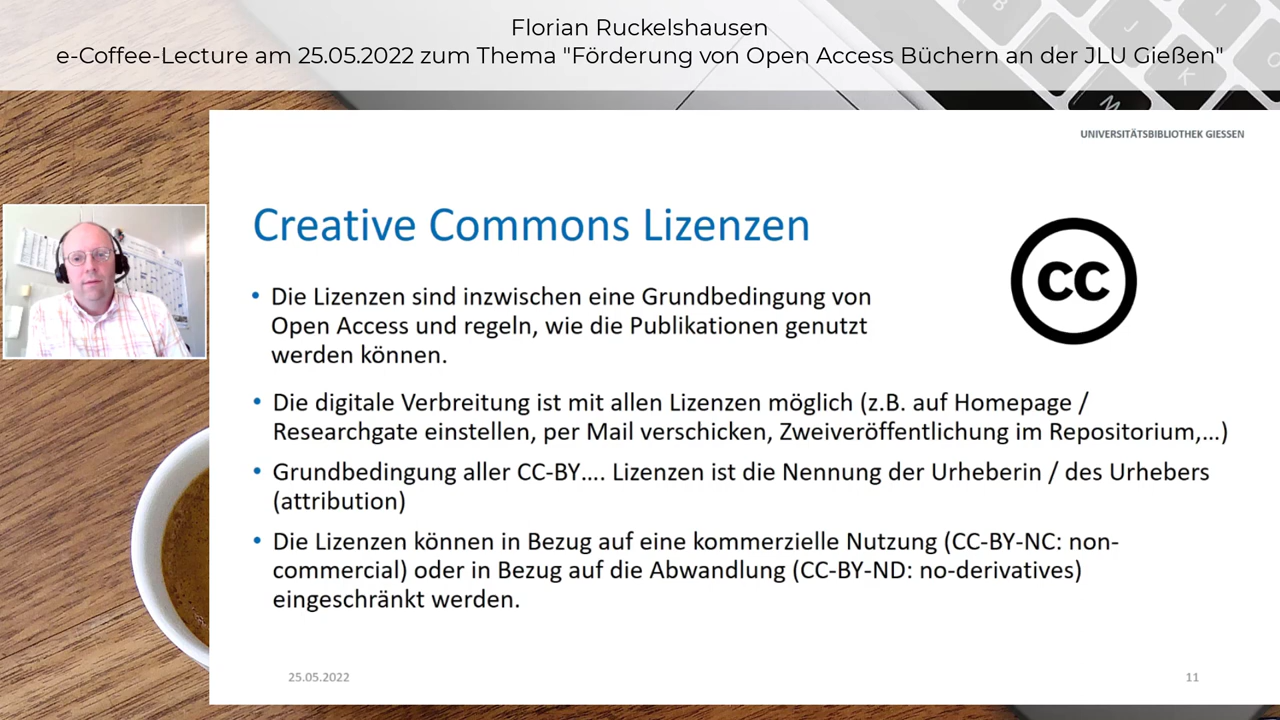 Florian Ruckelshausen
e-Coffee-Lecture am 25.05.2022 zum Thema "Förderung von Open Access Büchern an der JLU Gießen"
UNIVERSITÄTSBIBLIOTHEK GIESSEN
Creative Commons Lizenzen
CC
• Die Lizenzen sind inzwischen eine Grundbedingung von
Open Access und regeln, wie die Publikationen genutzt
werden können.
• Die digitale Verbreitung ist mit allen Lizenzen möglich (z.B. auf Homepage /
Researchgate einstellen, per Mail verschicken, Zweiveröffentlichung im Repositorium,...)
• Grundbedingung aller CC-BY.... Lizenzen ist die Nennung der Urheberin / des Urhebers
(attribution)
• Die Lizenzen können in Bezug auf eine kommerzielle Nutzung (CC-BY-NC: non-
commercial) oder in Bezug auf die Abwandlung (CC-BY-ND: no-derivatives)
eingeschränkt werden.
25.05.2022
11